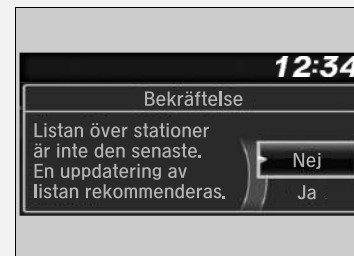 12:34
Bekräftelse
Listan över stationer
är inte den senaste.
En uppdatering av
listan rekommenderas.
Nej
Ja